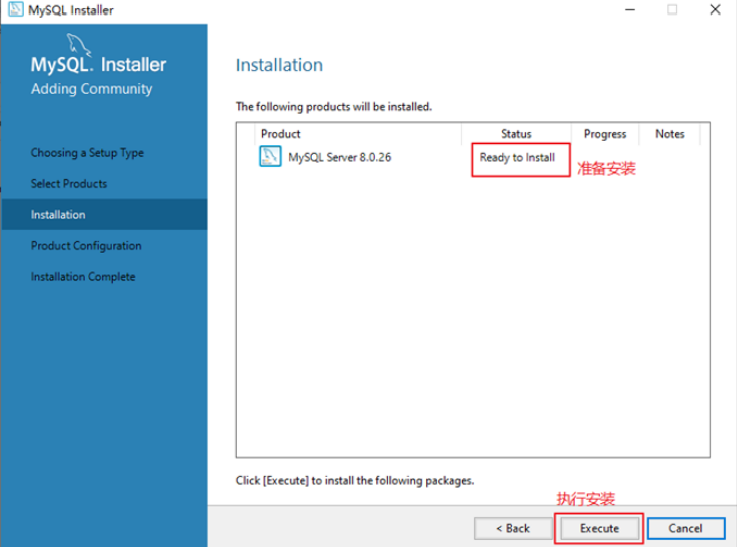 MySQL Installer
MySQL. Installer
Adding Community
Choosing a Setup Type
Select Products
Installation
Product Configuration
Installation Complete
Installation
The following products will be installed.
Product Status Progress Notes
MySQL Server 8.0.26 Ready to Install 准备安装
Click [Execute] to install the following packages.
执行安装
< Back Execute Cancel